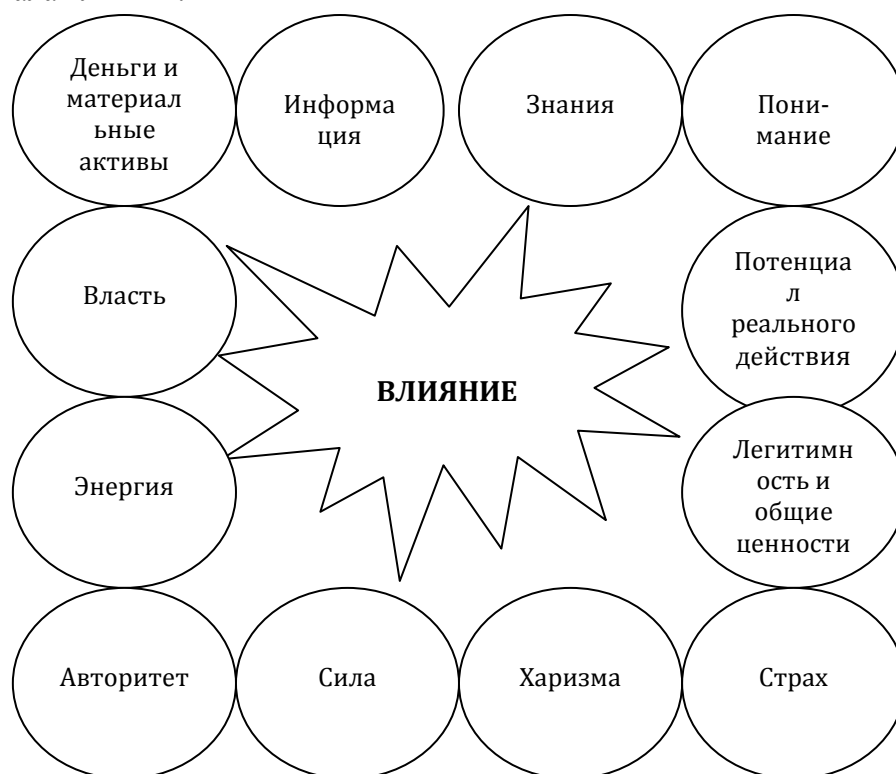 Деньги и
материал
ьные
активы
Информа
ция
Знания
Пони-
мание
Власть
Потенциа
л
реального
действия
ВЛИЯНИЕ
Энергия
Легитимн
ость и
общие
ценности
Авторитет
Сила
Харизма
Страх